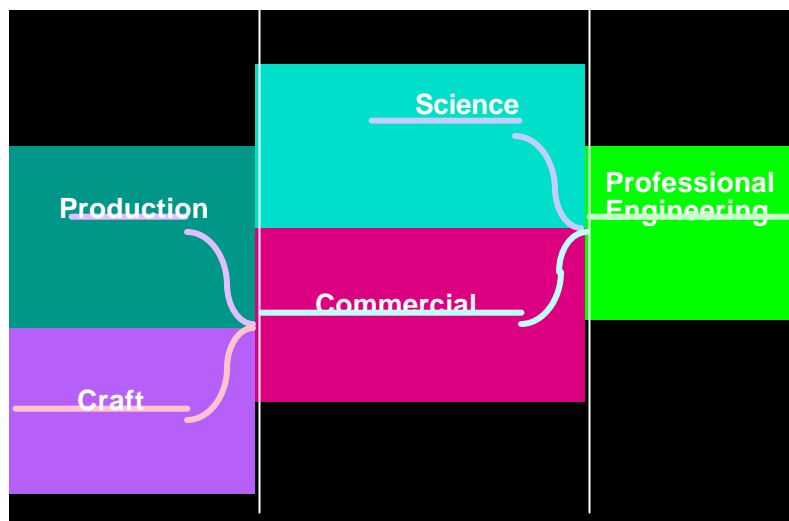 Science
Production
Professional
Engineering
Commercial
Craft